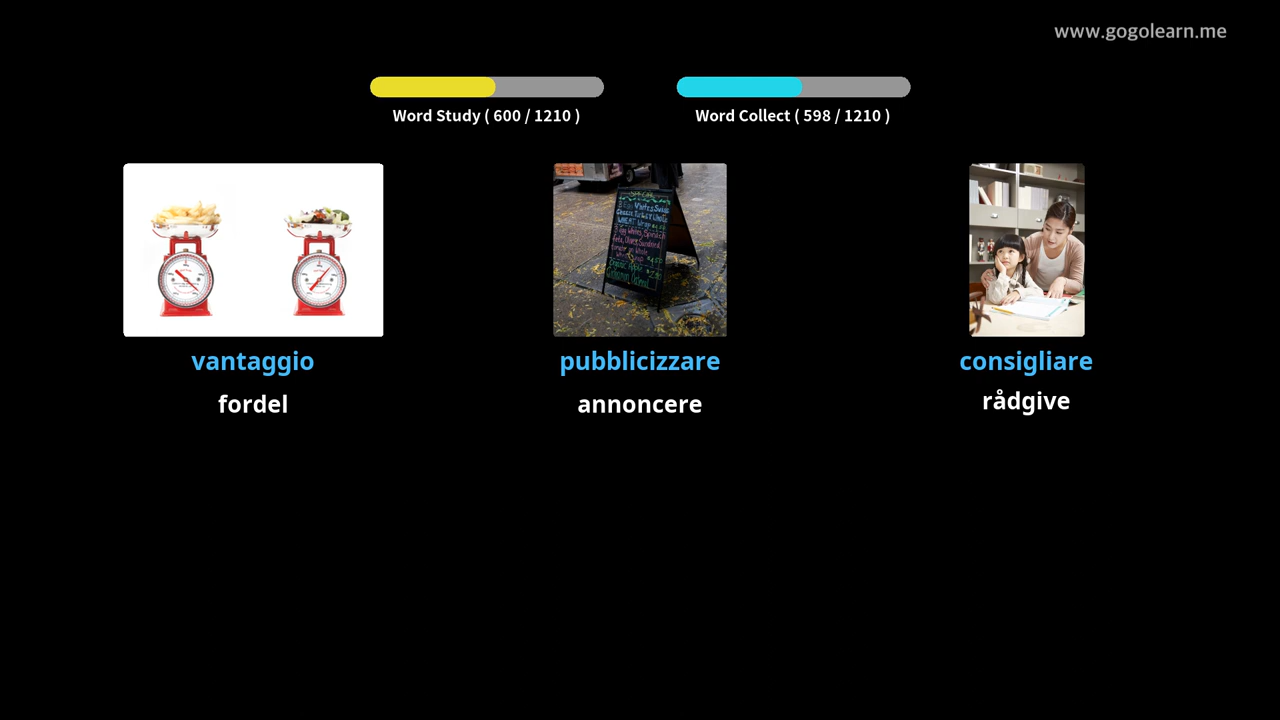 www.gogolearn.me
Word Study ( 600 / 1210 )
Word Collect ( 598 / 1210 )
vantaggio
pubblicizzare
consigliare
fordel
annoncere
rådgive